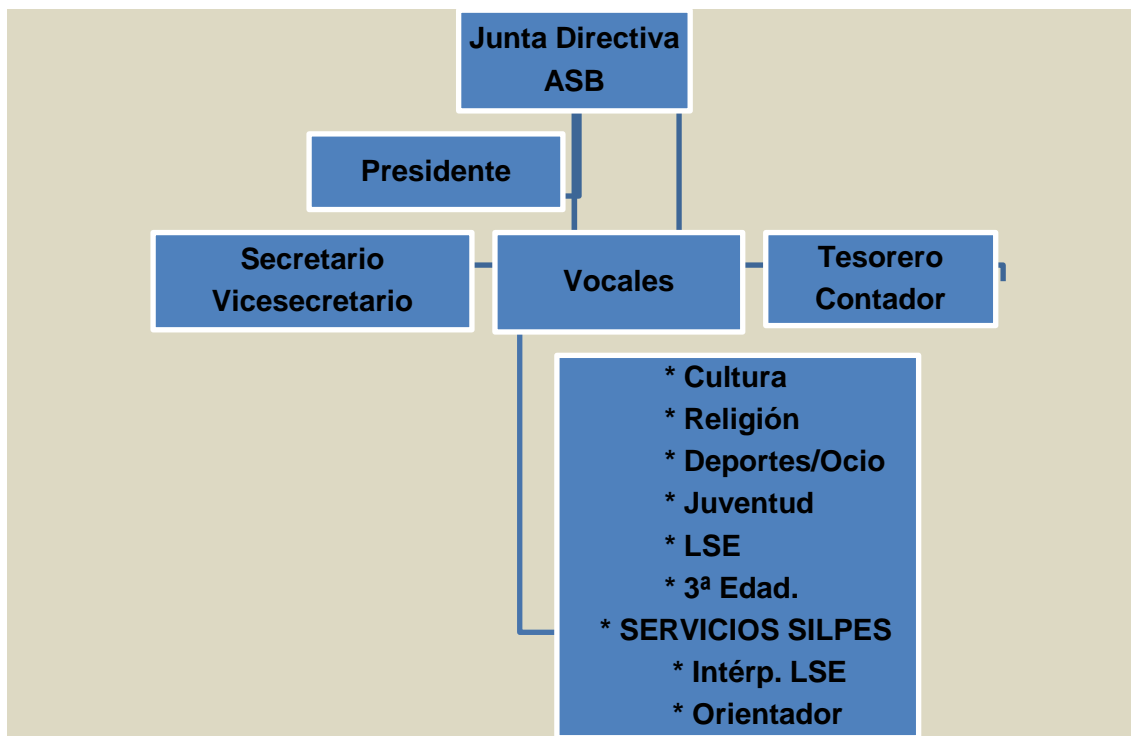 Junta Directiva
ASB
Presidente
Secretario
Vicesecretario
Vocales
Tesorero
Contador
* Cultura
* Religión
* Deportes/Ocio
* Juventud
* LSE
* 3ª Edad.
* SERVICIOS SILPES
* Intérp. LSE
* Orientador